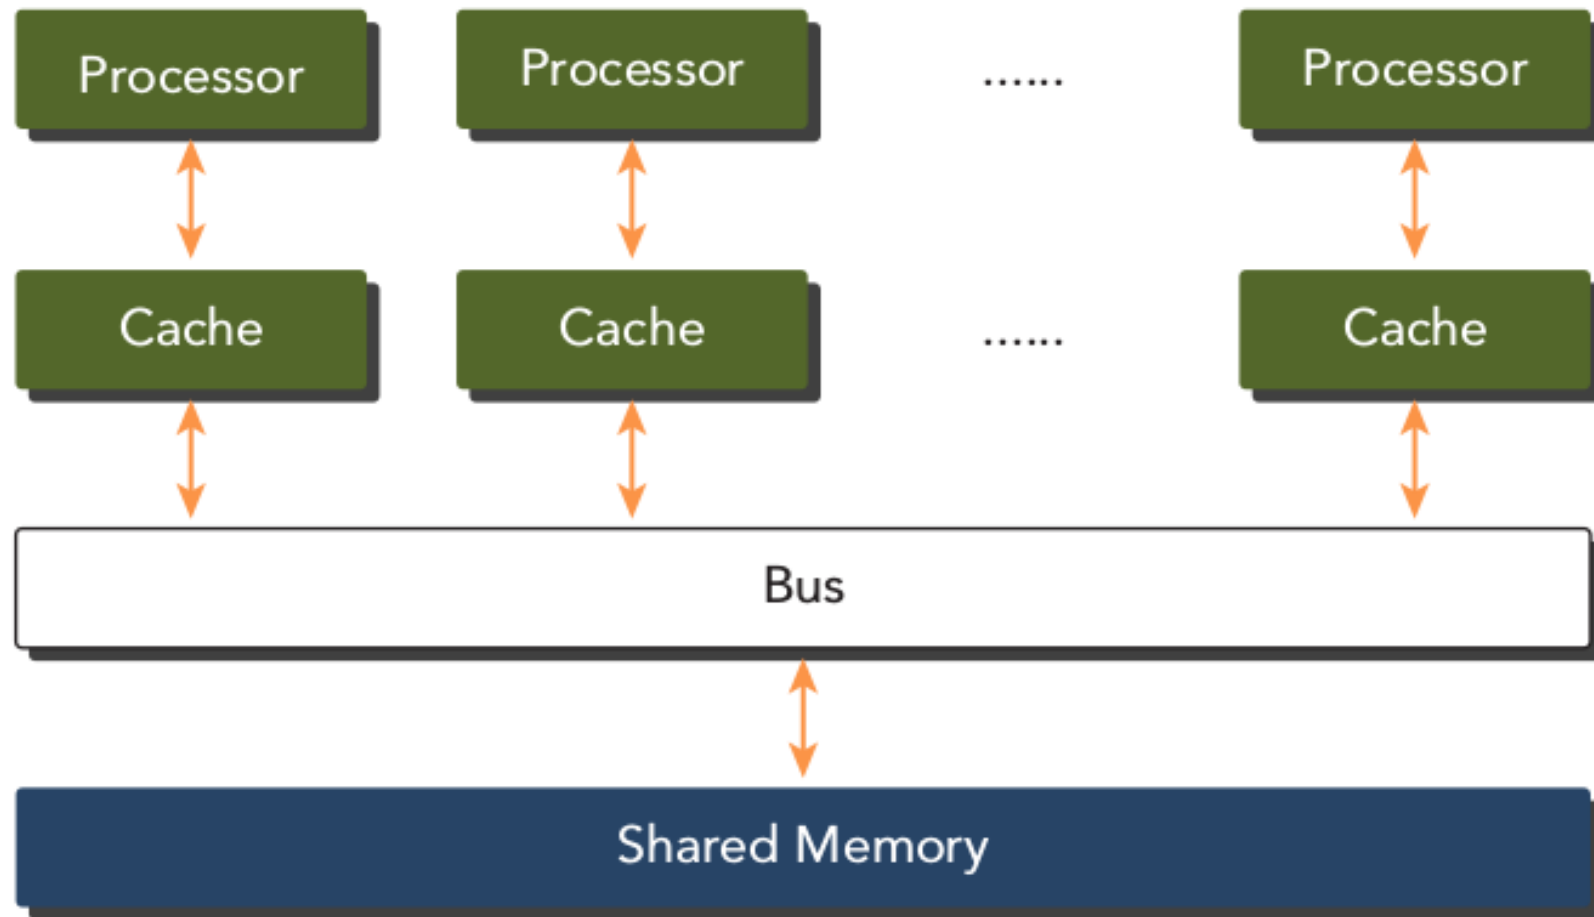 Processor Processor ...... Processor
Cache Cache ...... Cache
Bus
Shared Memory